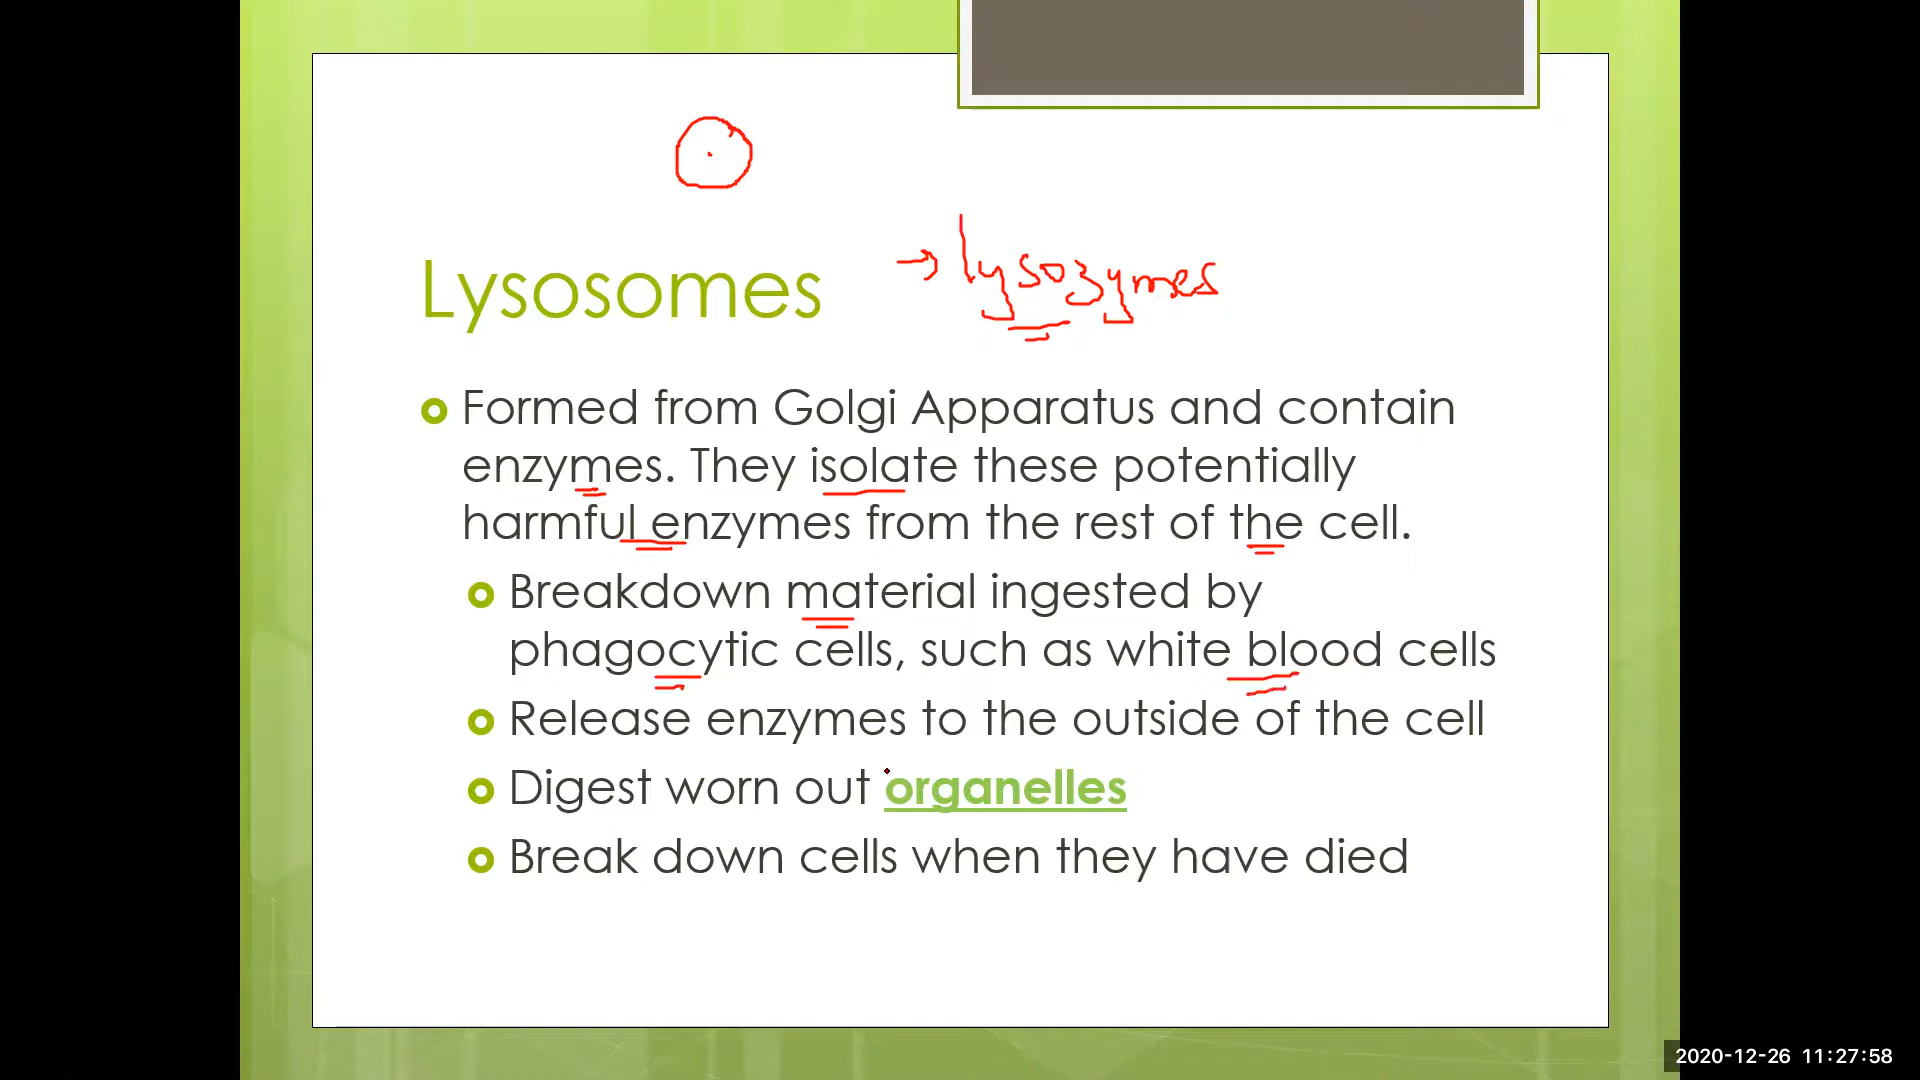 → lysozymes
Lysosomes
Formed from Golgi Apparatus and contain
enzymes. They isolate these potentially
harmful enzymes from the rest of the cell.
Breakdown material ingested by
phagocytic cells, such as white blood cells
Release enzymes to the outside of the cell
Digest worn out organelles
Break down cells when they have died
2020-12-26 11:27:58